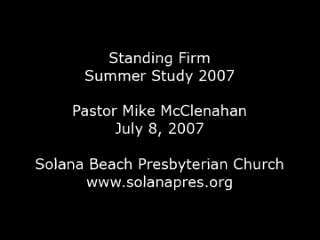 Standing Firm
Summer Study 2007
Pastor Mike McClenahan
July 8, 2007
Solana Beach Presbyterian Church
www.solanapres.org